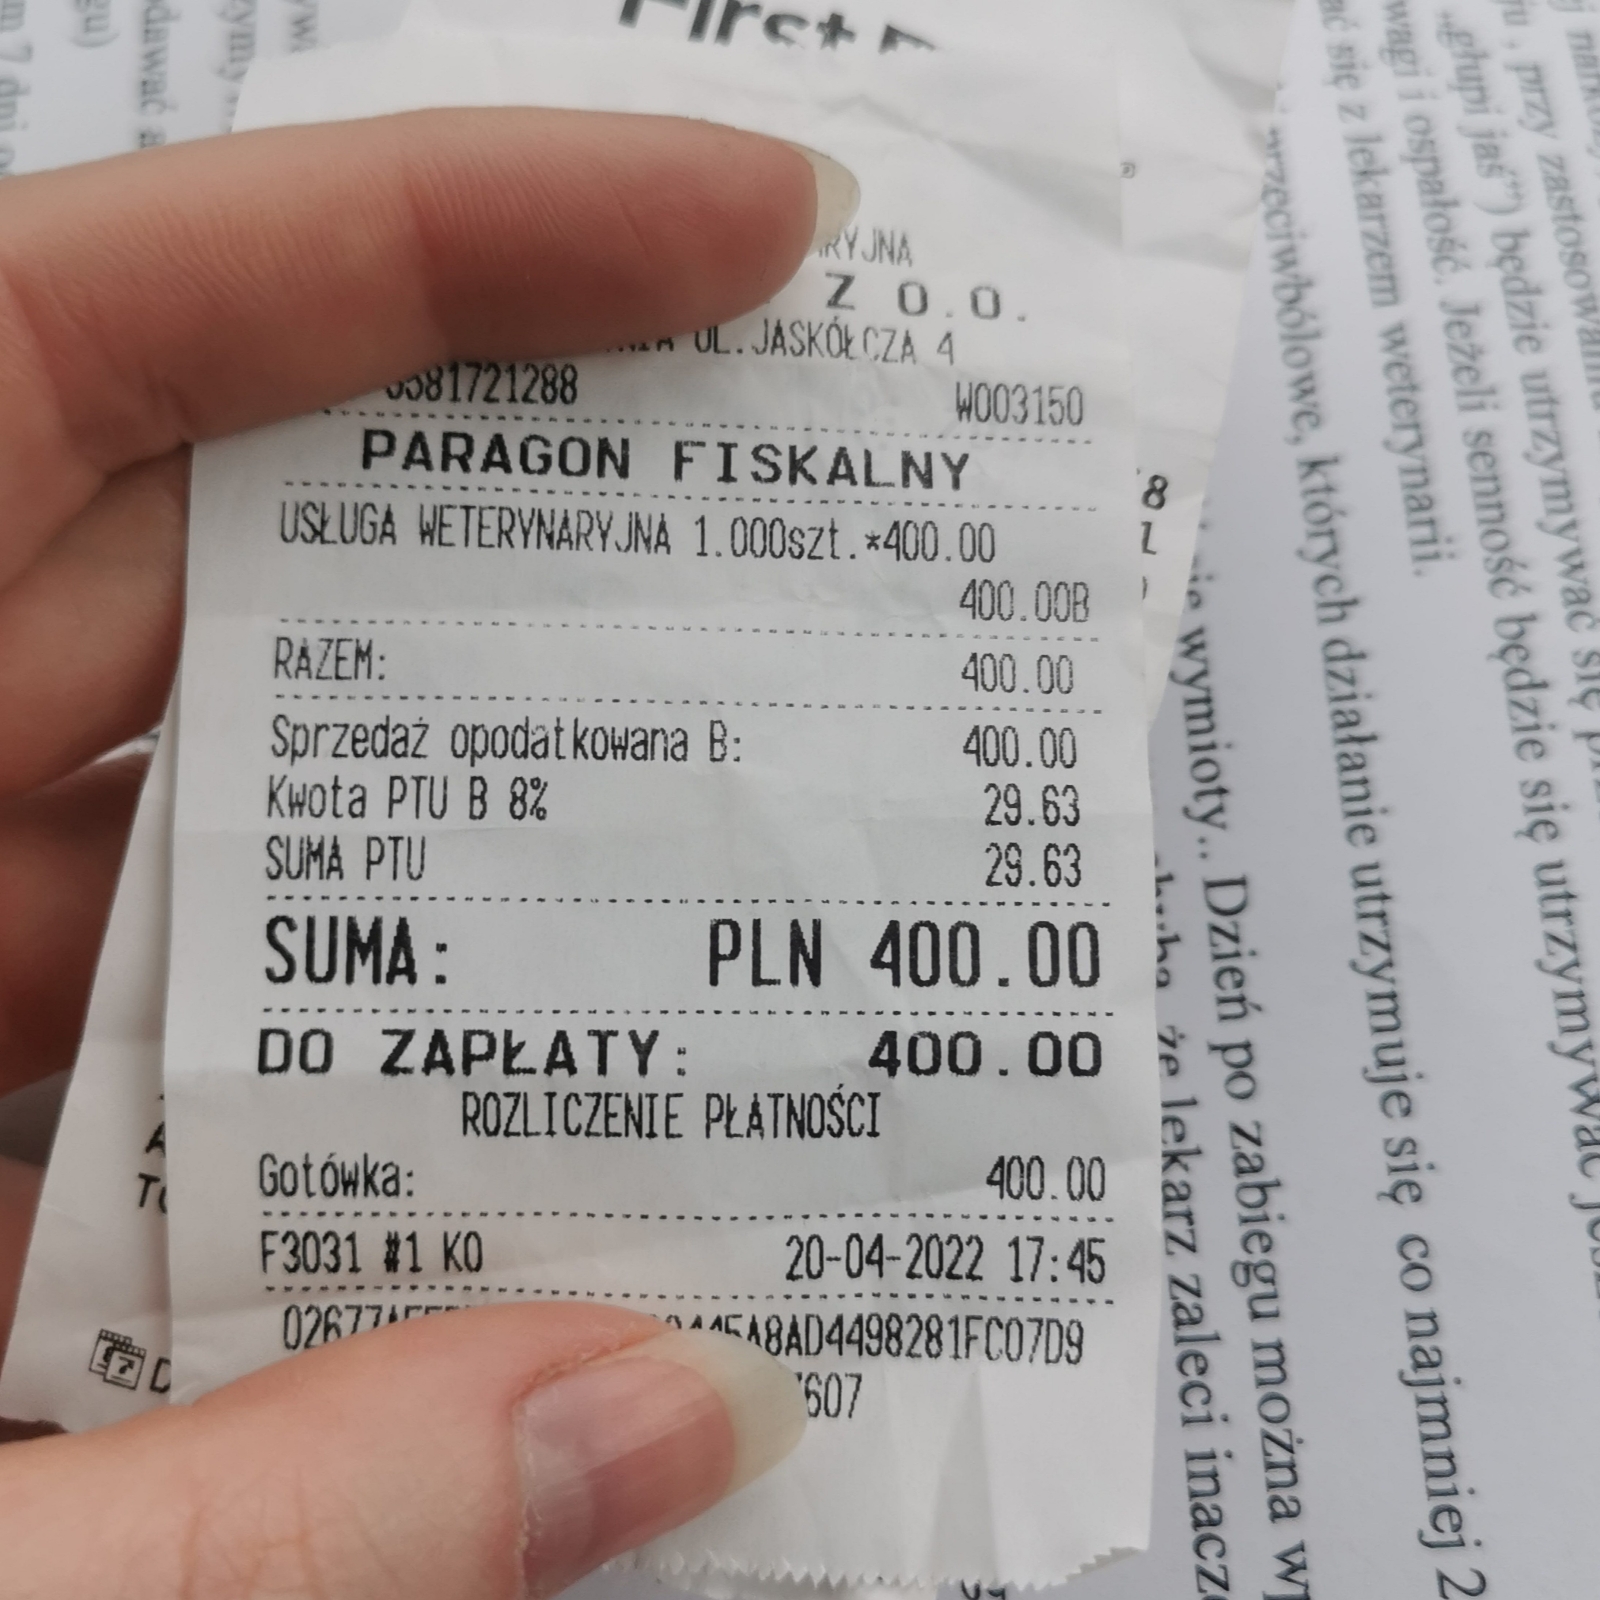 First
Z O.O.
UL.JASKÓŁCZA 4
5581721288 W003150
PARAGON FISKALNY
USŁUGA WETERYNARYJNA 1.000szt.*400.00
400.00B
RAZEM: 400.00
Sprzedaż opodatkowana B: 400.00
Kwota PTU B 8% 29.63
SUMA PTU 29.63
SUMA: PLN 400.00
DO ZAPŁATY: 400.00
ROZLICZENIE PŁATNOŚCI
Gotówka: 400.00
F3031 #1 KO 20-04-2022 17:45
A8AD4498281FC07D9
607
ju , przy zastosowaniu
„głupi jaś”) będzie utrzymywać się
wagi i ospałość. Jeżeli senność będzie się utrzymywać
się z lekarzem weterynarii.
przeciwbólowe, których działanie utrzymuje się co najmniej 2
wymioty.. Dzień po zabiegu można
że lekarz zaleci